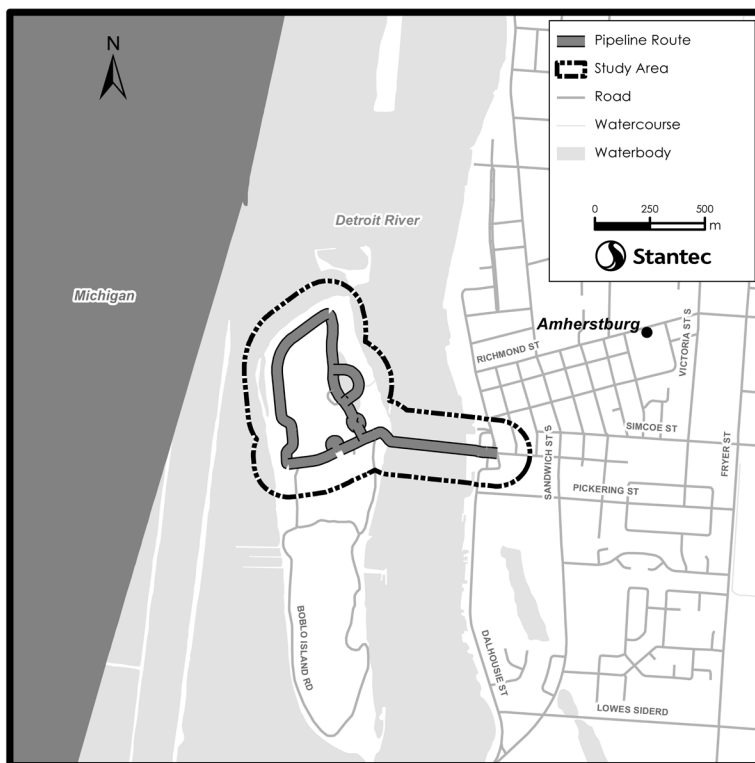 N
Pipeline Route
Study Area
Road
Watercourse
Waterbody
0 250 500
m
Stantec
Detroit River
Michigan
Amherstburg
RICHMOND ST
VICTORIA ST S
SIMCOE ST
SANDWICH ST S
FRYER ST
PICKERING ST
BOBLO ISLAND RD
DALHOUSIE ST
LOWES SIDERD